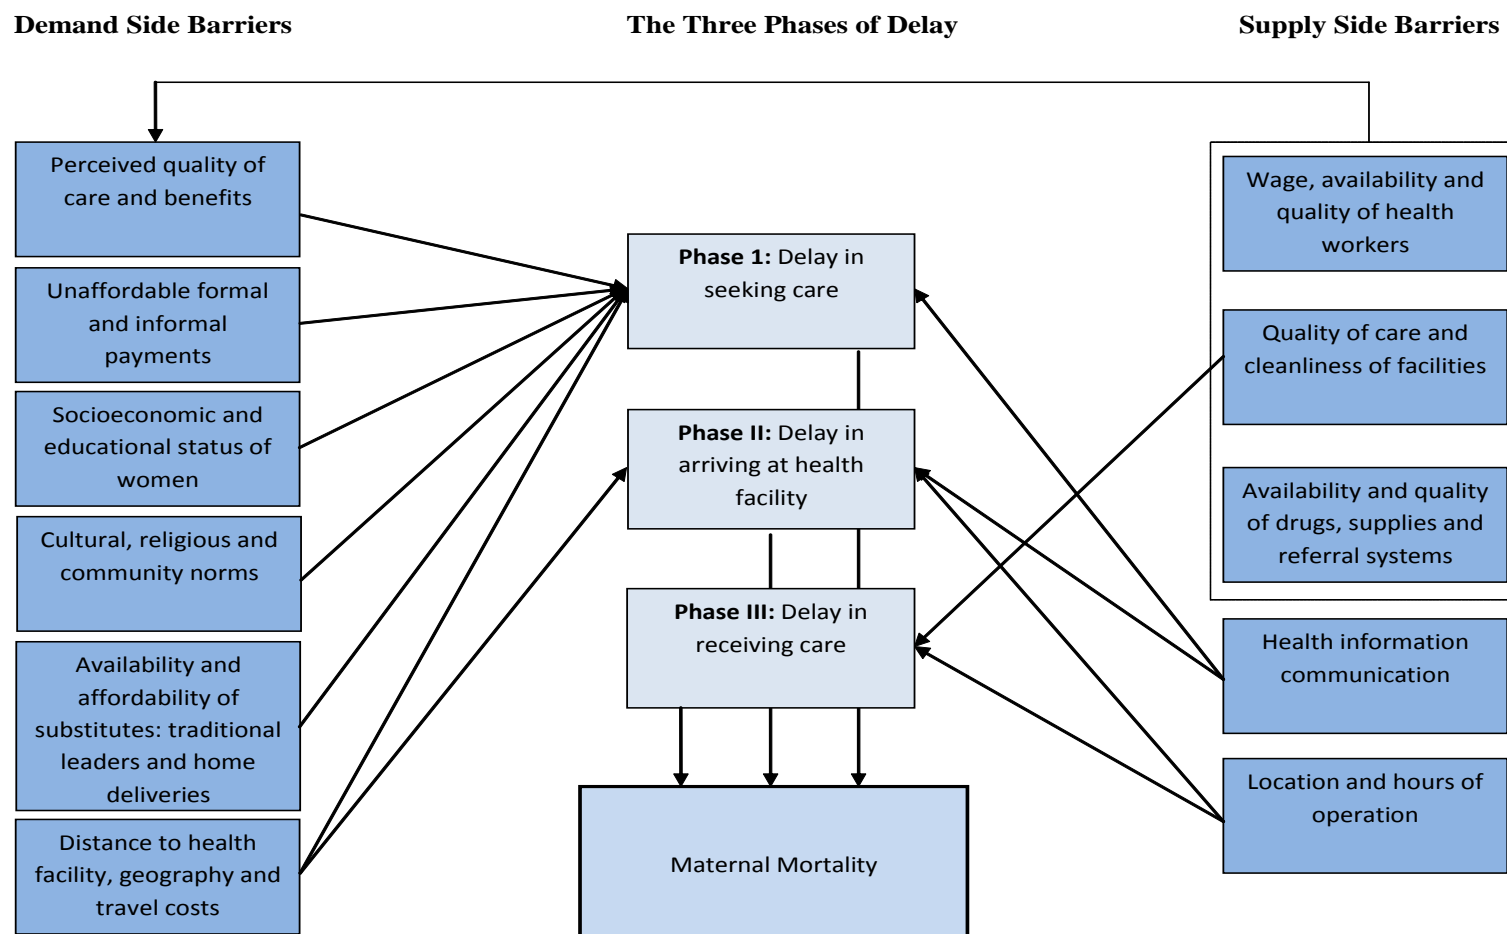 Demand Side Barriers
The Three Phases of Delay
Supply Side Barriers
Perceived quality of
care and benefits
Unaffordable formal
and informal
payments
Socioeconomic and
educational status of
women
Cultural, religious and
community norms
Availability and
affordability of
substitutes: traditional
leaders and home
deliveries
Distance to health
facility, geography and
travel costs
Phase 1: Delay in
seeking care
Phase II: Delay in
arriving at health
facility
Phase III: Delay in
receiving care
Maternal Mortality
Wage, availability and
quality of health
workers
Quality of care and
cleanliness of facilities
Availability and quality
of drugs, supplies and
referral systems
Health information
communication
Location and hours of
operation